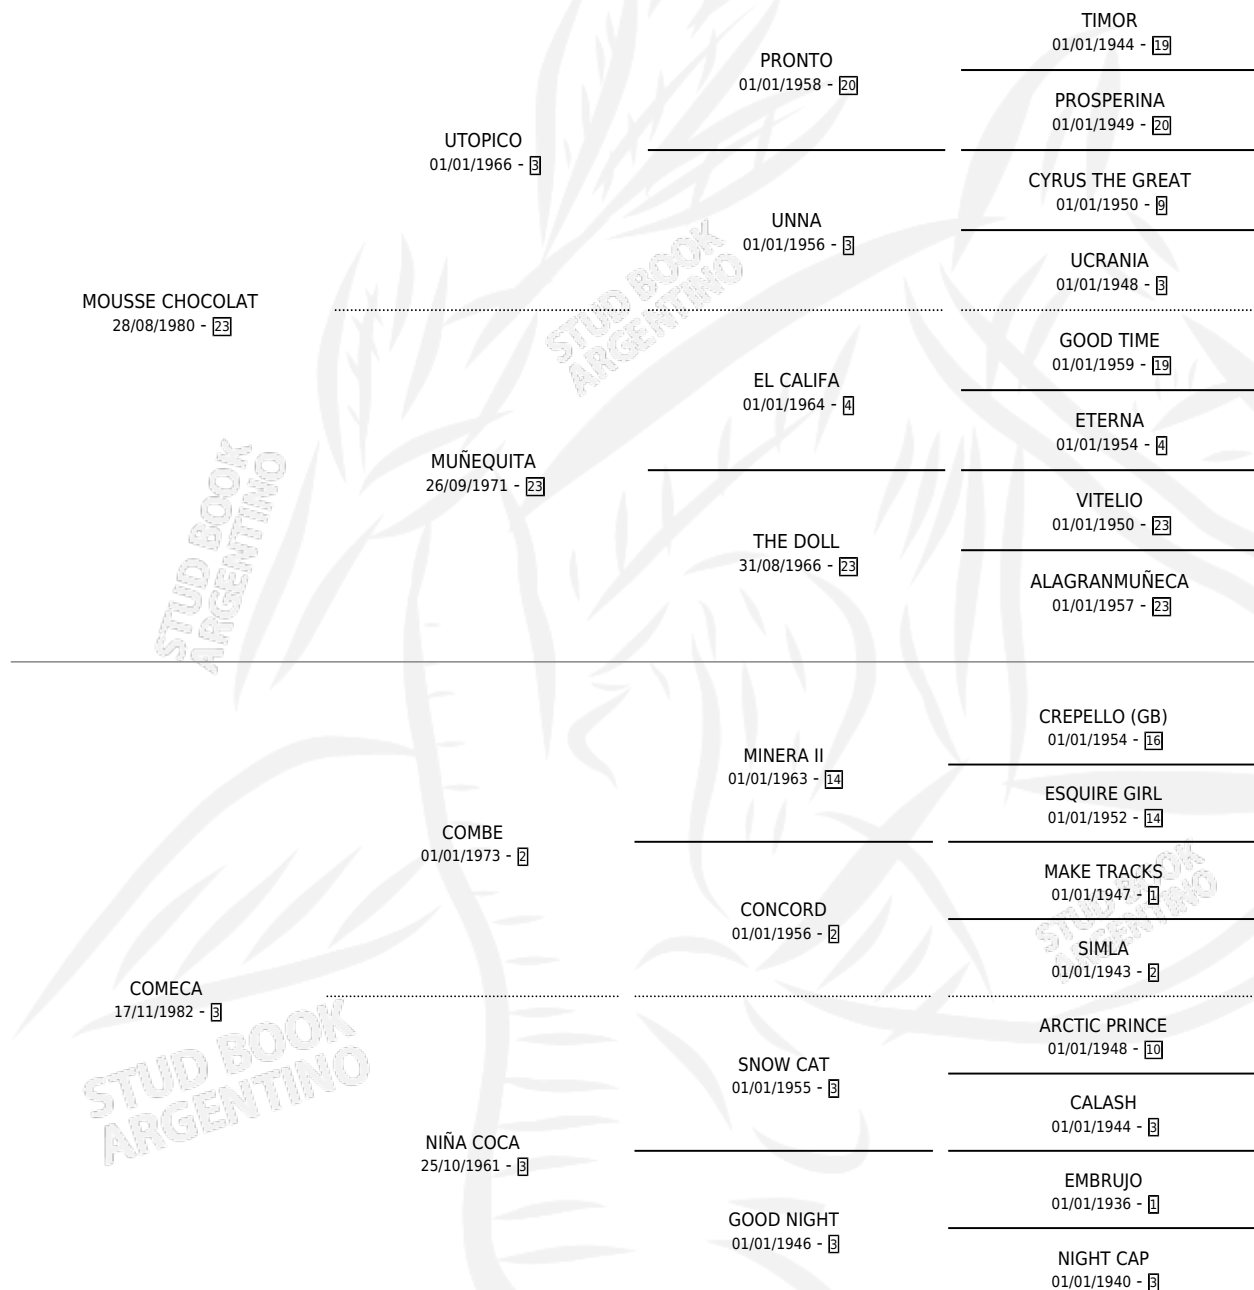 TIMOR
01/01/1944 - 19
PRONTO
01/01/1958 - 20
PROSPERINA
01/01/1949 - 20
UTOPICO
01/01/1966 - 3
CYRUS THE GREAT
01/01/1950 - 9
UNNA
01/01/1956 - 3
UCRANIA
01/01/1948 - 3
MOUSSE CHOCOLAT
28/08/1980 - 23
GOOD TIME
01/01/1959 - 19
EL CALIFA
01/01/1964 - 4
ETERNA
01/01/1954 - 4
MUÑEQUITA
26/09/1971 - 23
VITELIO
01/01/1950 - 23
THE DOLL
31/08/1966 - 23
ALAGRANMUÑECA
01/01/1957 - 23
STUD BOOK
ARGENTINO
STUD BOOK
ARGENTINO
CREPELLO (GB)
01/01/1954 - 16
MINERA II
01/01/1963 - 14
ESQUIRE GIRL
01/01/1952 - 14
COMBE
01/01/1973 - 2
MAKE TRACKS
01/01/1947 - 1
CONCORD
01/01/1956 - 2
SIMLA
01/01/1943 - 2
COMECA
17/11/1982 - 3
ARCTIC PRINCE
01/01/1948 - 10
SNOW CAT
01/01/1955 - 3
CALASH
01/01/1944 - 3
NIÑA COCA
25/10/1961 - 3
EMBRUJO
01/01/1936 - 1
GOOD NIGHT
01/01/1946 - 3
NIGHT CAP
01/01/1940 - 3
STUD BOOK
ARGENTINO
STUD BOOK
ARGENTINO